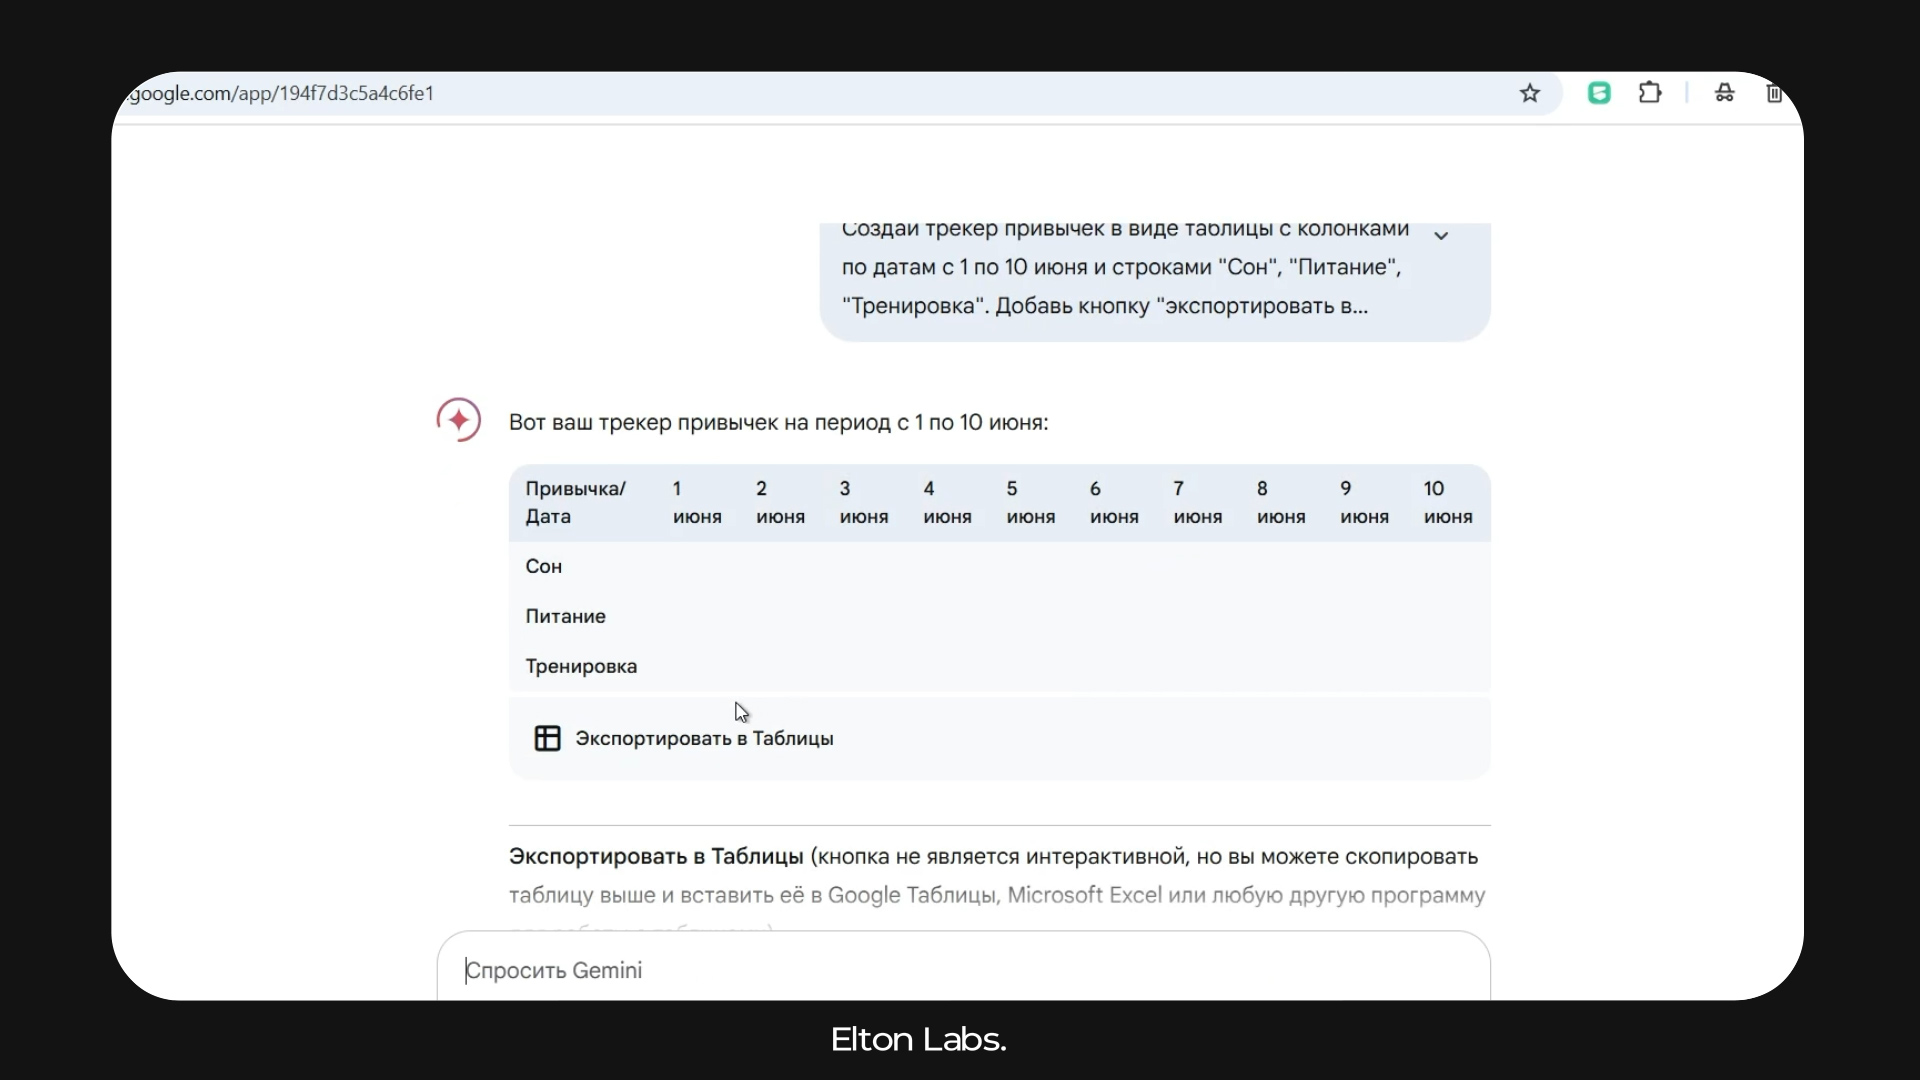 .google.com/app/194f7d3c5a4c6fe1
Создай трекер привычек в виде таблицы с колонками
по датам с 1 по 10 июня и строками "Сон", "Питание",
"Тренировка". Добавь кнопку "экспортировать в...
Вот ваш трекер привычек на период с 1 по 10 июня:
Привычка/ 1 2 3 4 5 6 7 8 9 10
Дата июня июня июня июня июня июня июня июня июня июня
Сон
Питание
Тренировка
Экспортировать в Таблицы
Экспортировать в Таблицы (кнопка не является интерактивной, но вы можете скопировать
таблицу выше и вставить её в Google Таблицы, Microsoft Excel или любую другую программу
Спросить Gemini
Elton Labs.